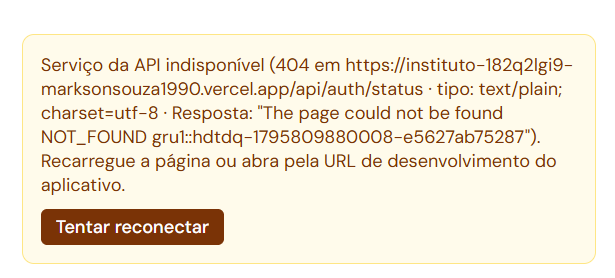 Serviço da API indisponível (404 em https://instituto-182q2lgi9-
marksonsouza1990.vercel.app/api/auth/status · tipo: text/plain;
charset=utf-8 · Resposta: "The page could not be found
NOT_FOUND gru1::hdtdq-1795809880008-e5627ab75287").
Recarregue a página ou abra pela URL de desenvolvimento do
aplicativo.
Tentar reconectar